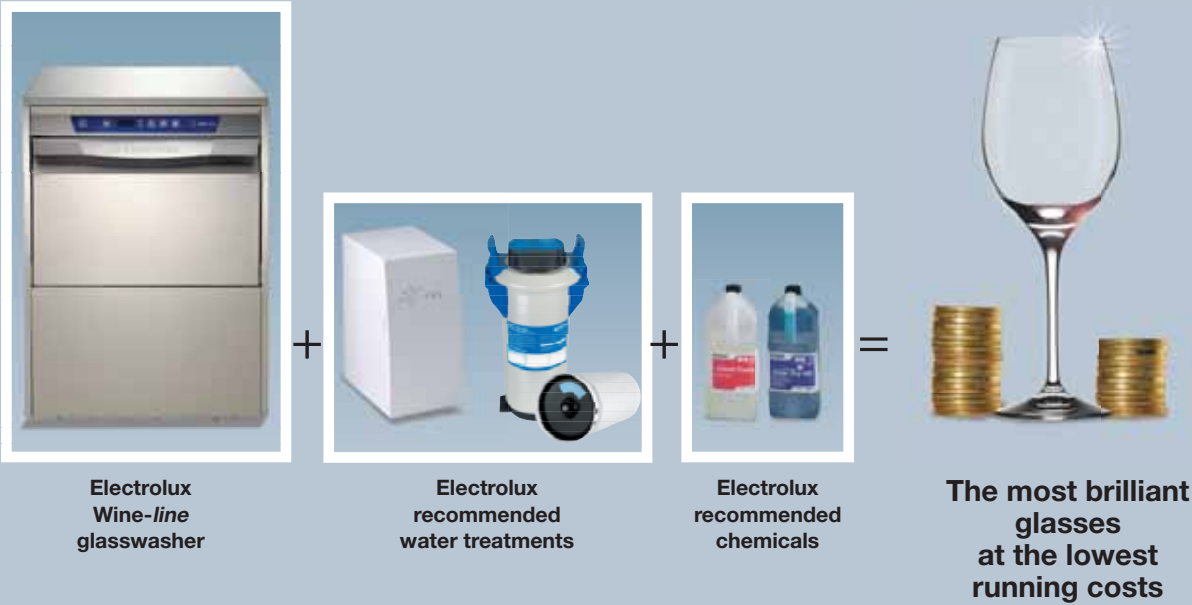 +
+
=
Electrolux
Wine-line
glasswasher
Electrolux
recommended
water treatments
Electrolux
recommended
chemicals
The most brilliant
glasses
at the lowest
running costs